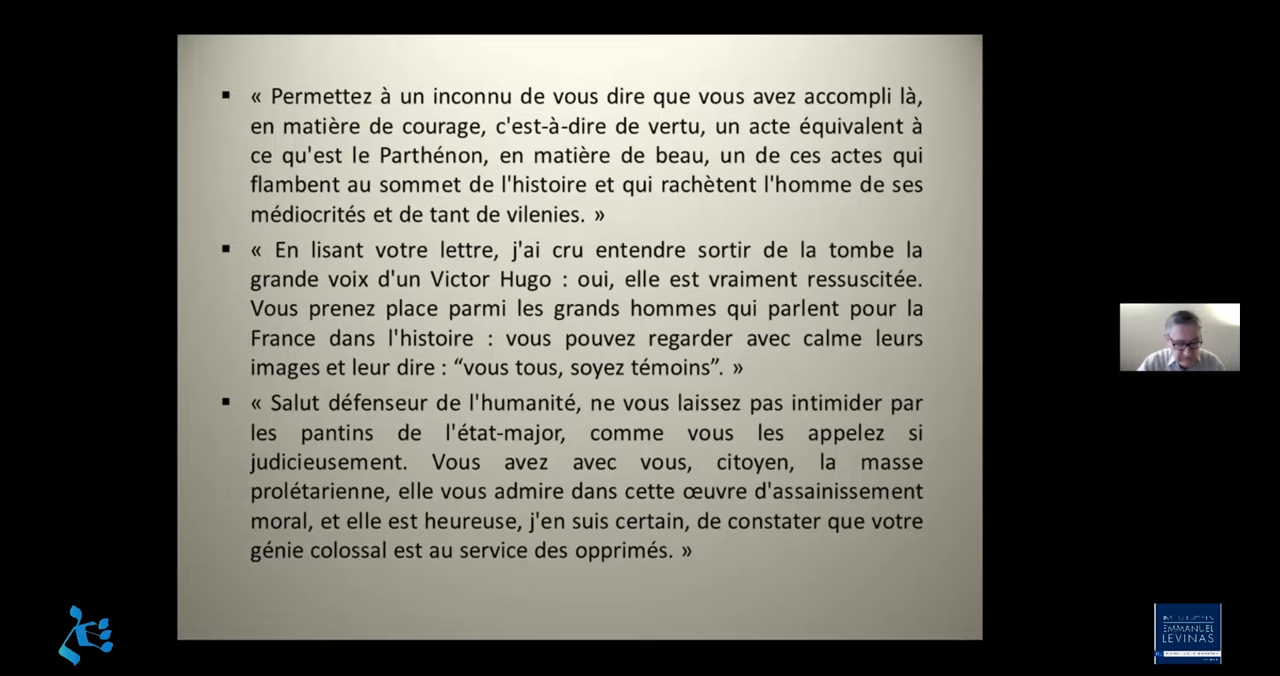 ▪ « Permettez à un inconnu de vous dire que vous avez accompli là,
en matière de courage, c'est-à-dire de vertu, un acte équivalent à
ce qu'est le Parthénon, en matière de beau, un de ces actes qui
flambent au sommet de l'histoire et qui rachètent l'homme de ses
médiocrités et de tant de vilenies. »
▪ « En lisant votre lettre, j'ai cru entendre sortir de la tombe la
grande voix d'un Victor Hugo : oui, elle est vraiment ressuscitée.
Vous prenez place parmi les grands hommes qui parlent pour la
France dans l'histoire : vous pouvez regarder avec calme leurs
images et leur dire : “vous tous, soyez témoins”. »
▪ « Salut défenseur de l'humanité, ne vous laissez pas intimider par
les pantins de l'état-major, comme vous les appelez si
judicieusement. Vous avez avec vous, citoyen, la masse
prolétarienne, elle vous admire dans cette œuvre d'assainissement
moral, et elle est heureuse, j'en suis certain, de constater que votre
génie colossal est au service des opprimés. »
EMMANUEL
LEVINAS